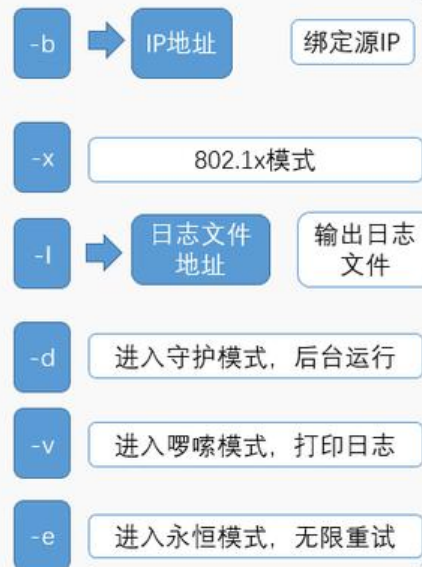 -b
IP地址
绑定源IP
-x
802.1x模式
-l
日志文件
地址
输出日志
文件
-d
进入守护模式，后台运行
-v
进入啰嗦模式，打印日志
-e
进入永恒模式，无限重试